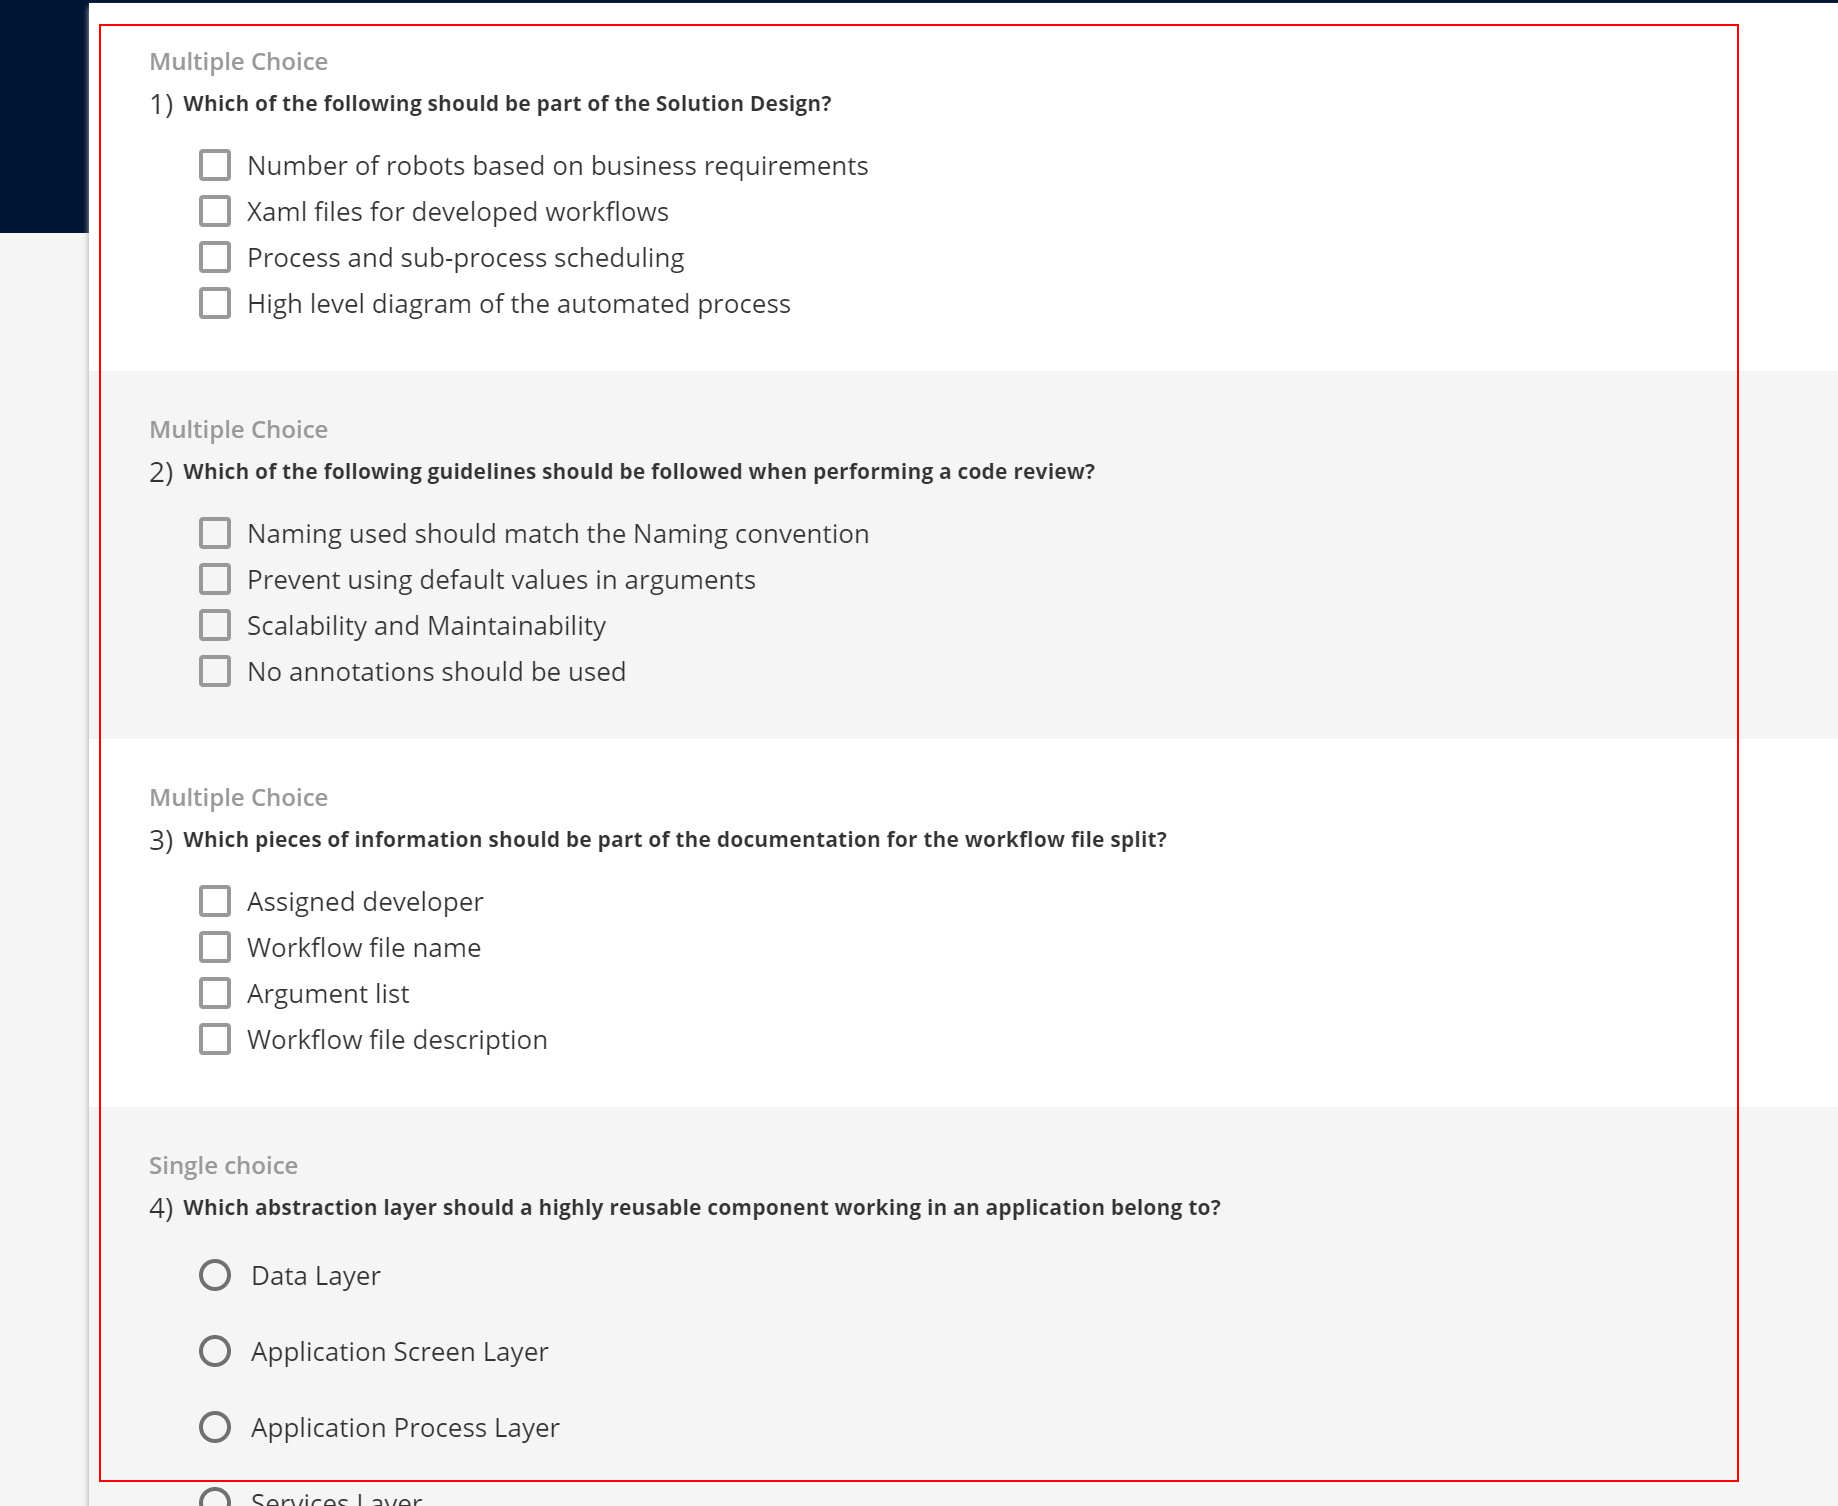 Multiple Choice
1) Which of the following should be part of the Solution Design?
Number of robots based on business requirements
Xaml files for developed workflows
Process and sub-process scheduling
High level diagram of the automated process
Multiple Choice
2) Which of the following guidelines should be followed when performing a code review?
Naming used should match the Naming convention
Prevent using default values in arguments
Scalability and Maintainability
No annotations should be used
Multiple Choice
3) Which pieces of information should be part of the documentation for the workflow file split?
Assigned developer
Workflow file name
Argument list
Workflow file description
Single choice
4) Which abstraction layer should a highly reusable component working in an application belong to?
Data Layer
Application Screen Layer
Application Process Layer
Services Layer